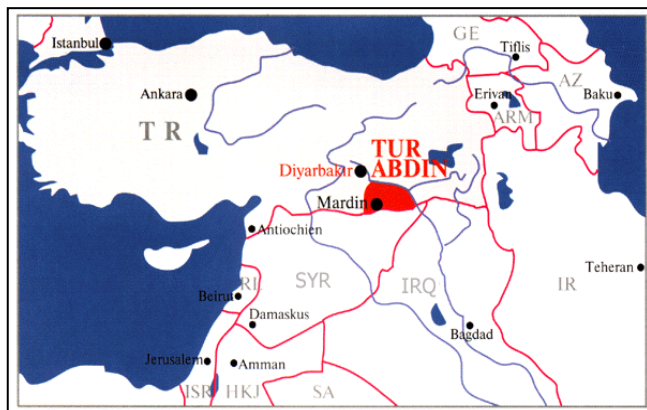 GE
Istanbul
Tiflis
AZ
Ankara
Erivan
Baku
ARM
TR
TUR
Diyarbakır
ABDIN
Mardin
Antiochien
SYR
IRQ
IR
Teheran
RL
Beirut
Damaskus
Bagdad
Jerusalem
Amman
ISR
HKJ
SA